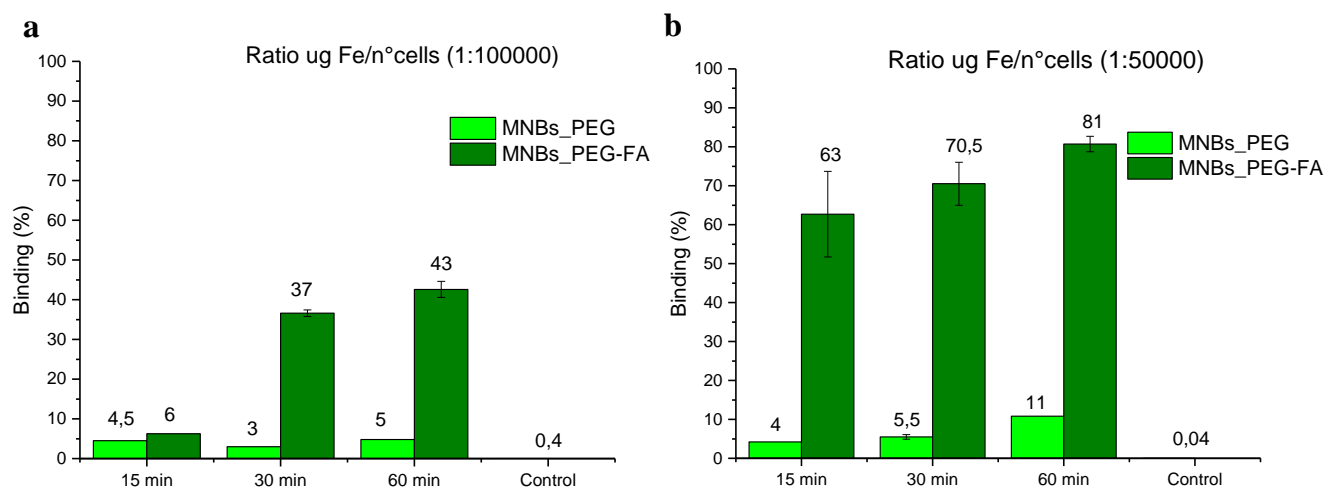 a
Ratio ug Fe/n°cells (1:100000)
100
90
80
70
60
50
40
30
20
10
0
Binding (%)
MNBs_PEG
MNBs_PEG-FA
4,5
6
3
37
5
43
0,4
15 min
30 min
60 min
Control
b
Ratio ug Fe/n°cells (1:50000)
100
90
80
70
60
50
40
30
20
10
0
Binding (%)
MNBs_PEG
MNBs_PEG-FA
4
63
5,5
70,5
11
81
0,04
15 min
30 min
60 min
Control